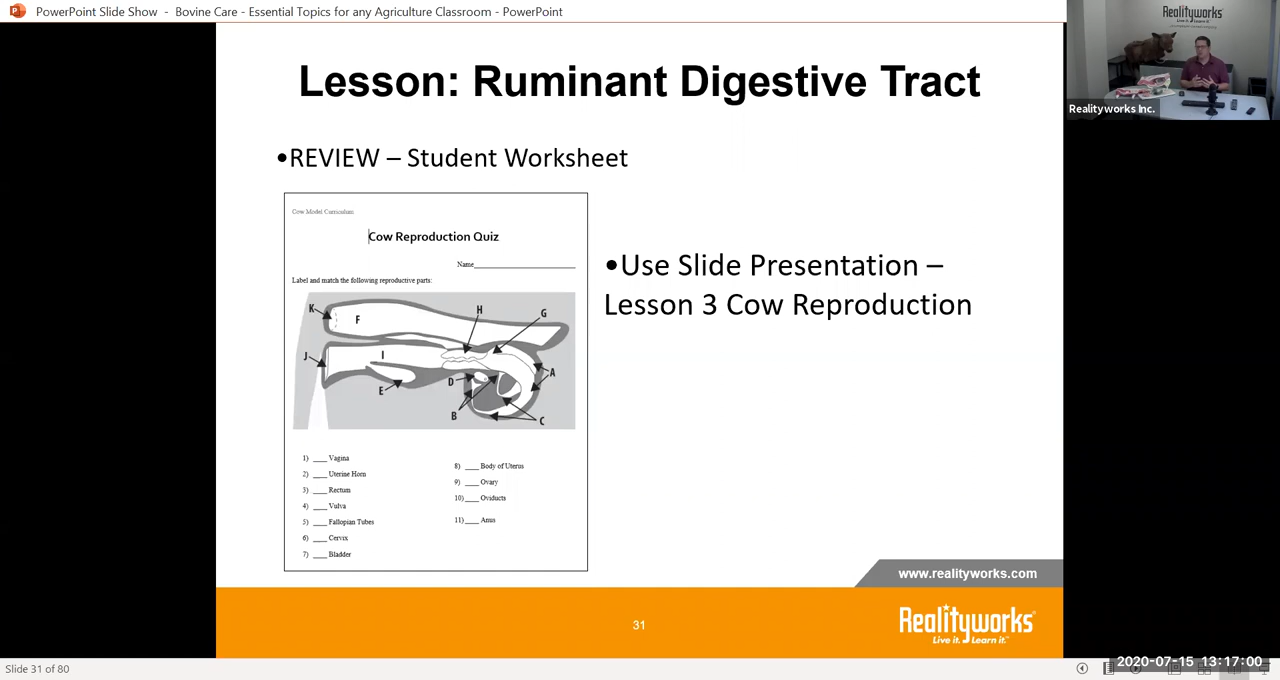 PowerPoint Slide Show - Bovine Care - Essential Topics for any Agriculture Classroom - PowerPoint
Realityworks
Live it. Learn it.
Realityworks Inc.
Lesson: Ruminant Digestive Tract
•REVIEW – Student Worksheet
Cow Model Curriculum
Cow Reproduction Quiz
Name
Label and match the following reproductive parts:
K
F
H
G
J
I
D
A
E
B
C
1) ____ Vagina
2) ____ Uterine Horn
3) ____ Rectum
4) ____ Vulva
5) ____ Fallopian Tubes
6) ____ Cervix
7) ____ Bladder
8) ____ Body of Uterus
9) ____ Ovary
10) ____ Oviducts
11) ____ Anus
•Use Slide Presentation –
Lesson 3 Cow Reproduction
www.realityworks.com
31
Realityworks®
Live it. Learn it.™
Slide 31 of 80
2020-07-15 13:17:00